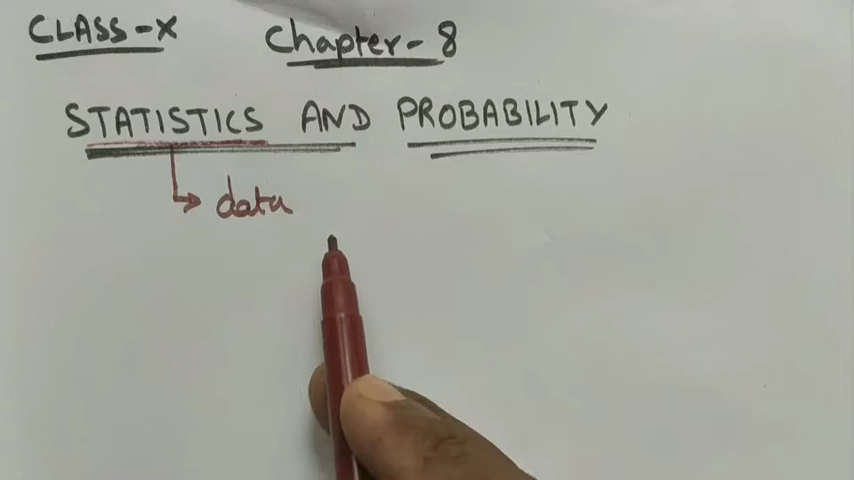 CLASS-X
Chapter-8
STATISTICS AND PROBABILITY
data